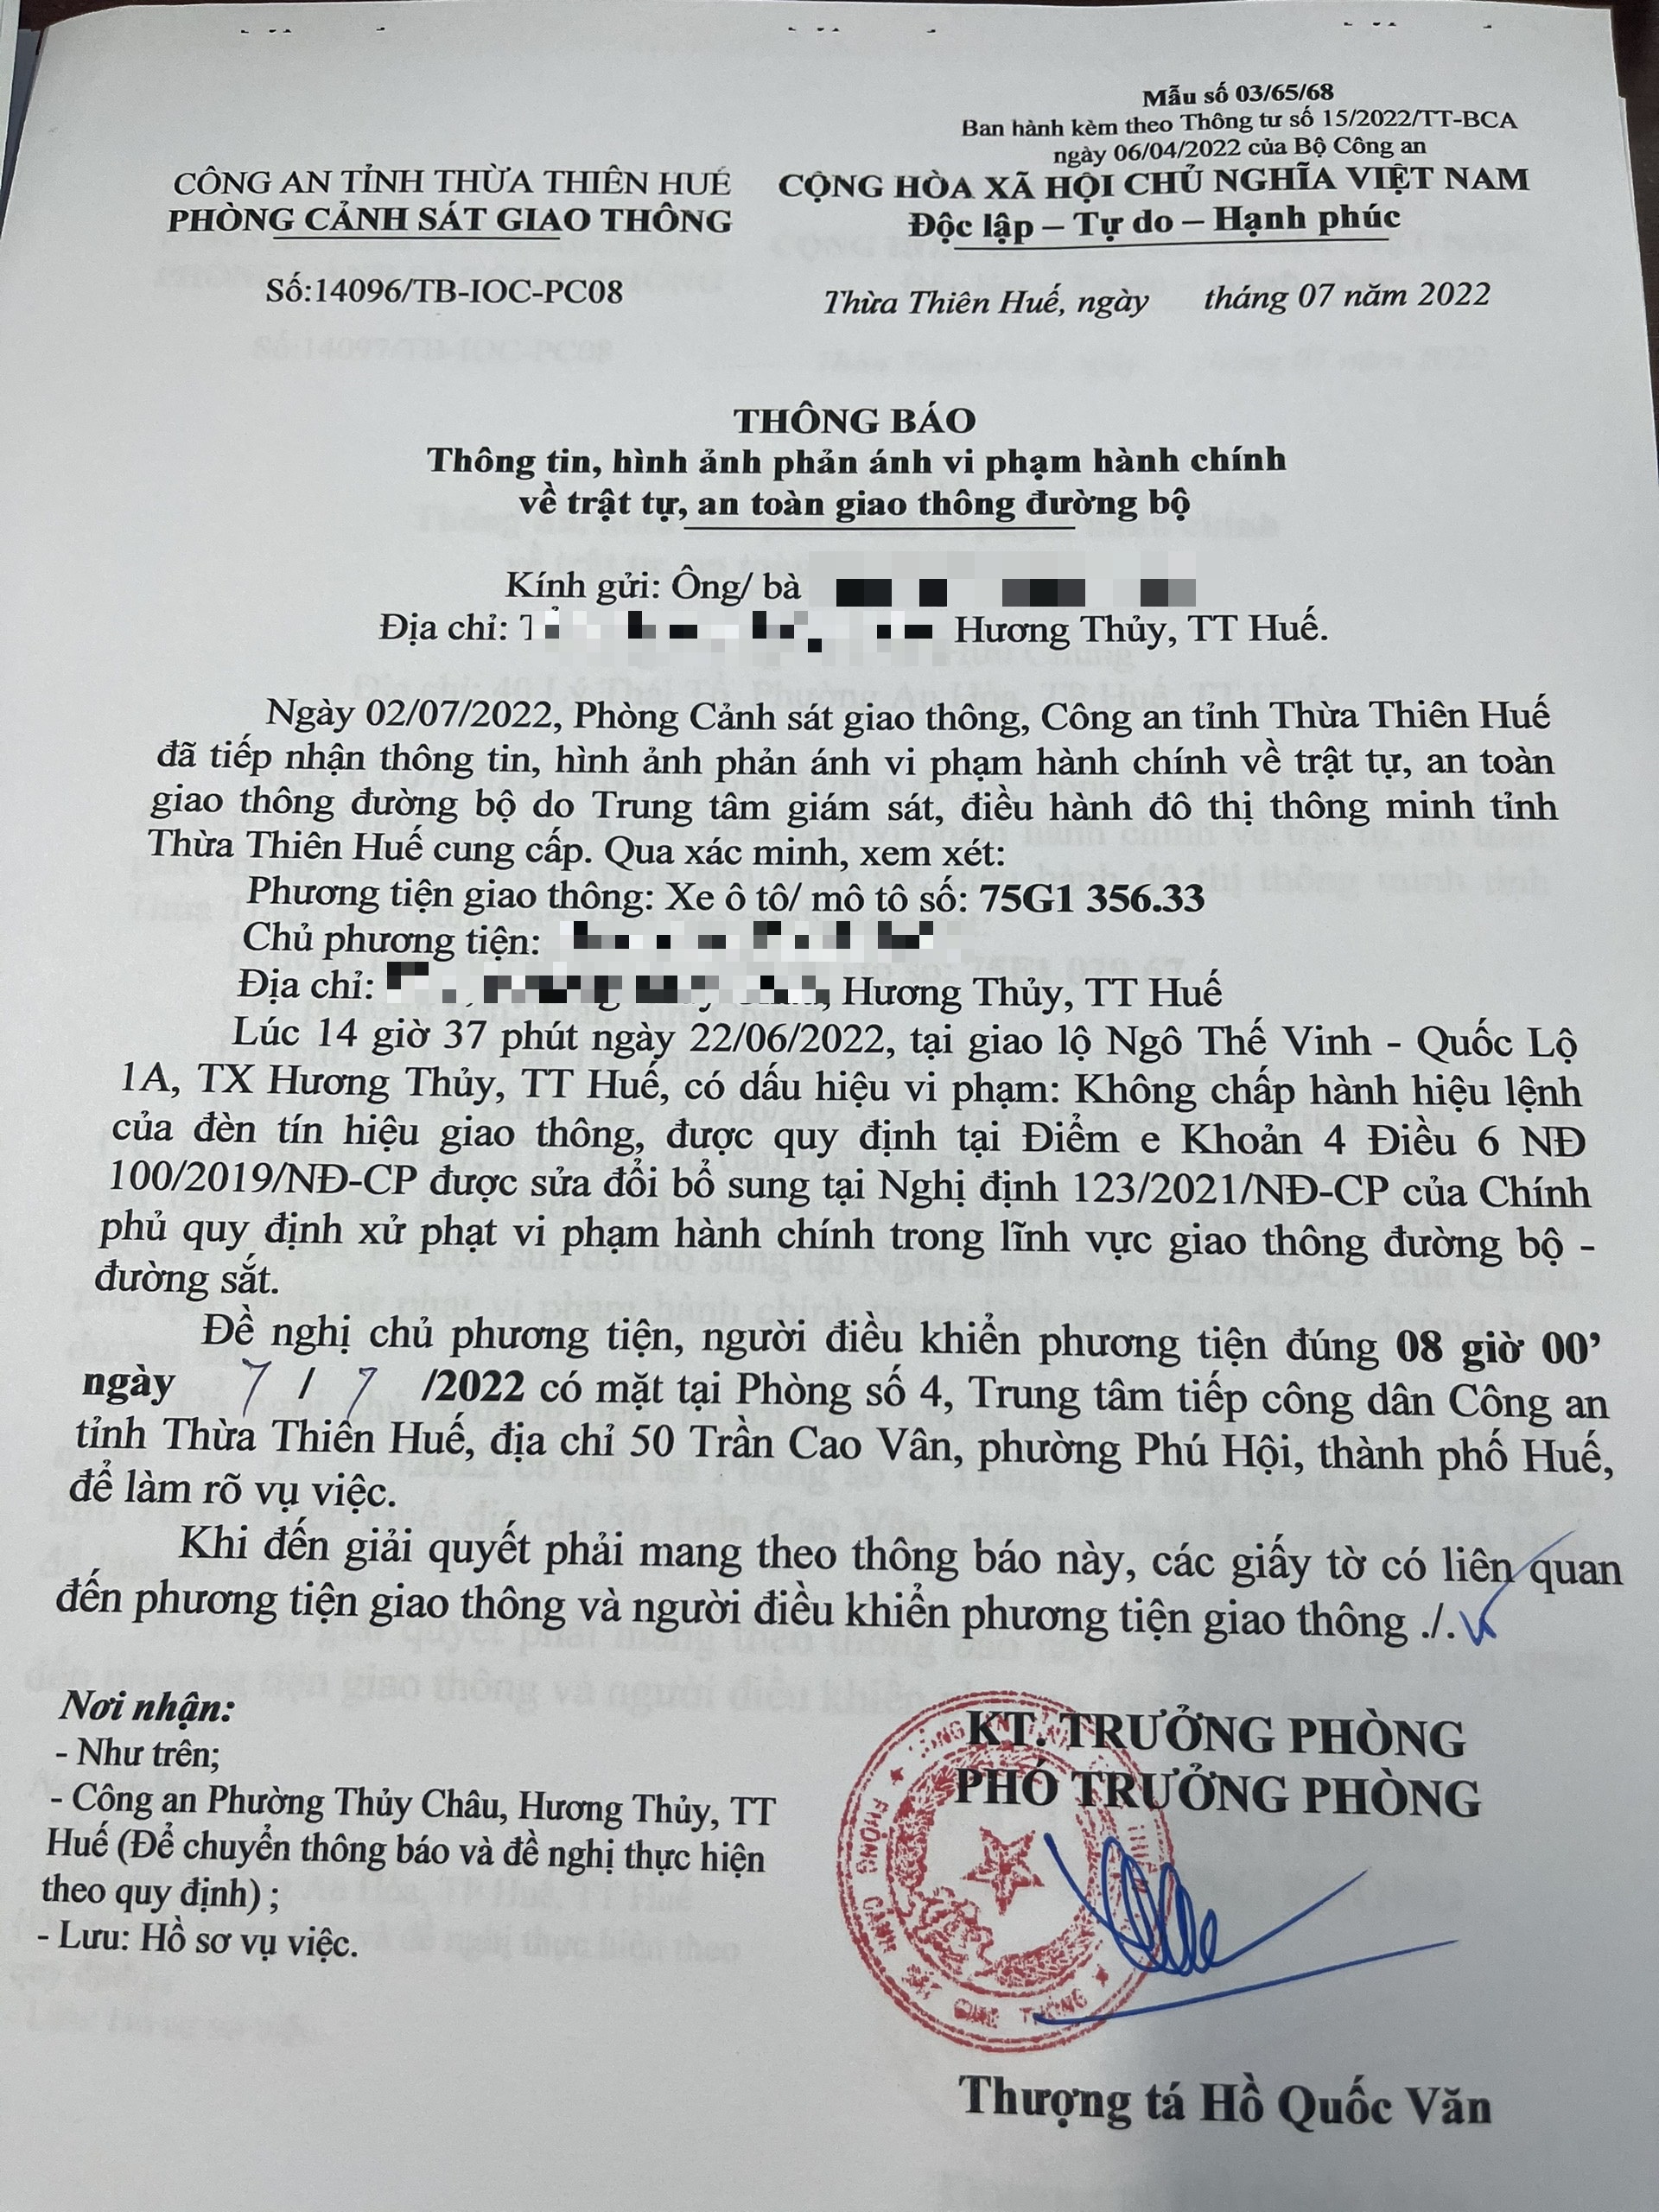 Mẫu số 03/65/68
Ban hành kèm theo Thông tư số 15/2022/TT-BCA
ngày 06/04/2022 của Bộ Công an
CÔNG AN TỈNH THỪA THIÊN HUẾ
PHÒNG CẢNH SÁT GIAO THÔNG
CỘNG HÒA XÃ HỘI CHỦ NGHĨA VIỆT NAM
Độc lập – Tự do – Hạnh phúc
Số:14096/TB-IOC-PC08
Thừa Thiên Huế, ngày tháng 07 năm 2022
THÔNG BÁO
Thông tin, hình ảnh phản ánh vi phạm hành chính
về trật tự, an toàn giao thông đường bộ
Kính gửi: Ông/ bà
Địa chỉ: Hương Thủy, TT Huế.
Ngày 02/07/2022, Phòng Cảnh sát giao thông, Công an tỉnh Thừa Thiên Huế
đã tiếp nhận thông tin, hình ảnh phản ánh vi phạm hành chính về trật tự, an toàn
giao thông đường bộ do Trung tâm giám sát, điều hành đô thị thông minh tỉnh
Thừa Thiên Huế cung cấp. Qua xác minh, xem xét:
Phương tiện giao thông: Xe ô tô/ mô tô số: 75G1 356.33
Chủ phương tiện:
Địa chỉ: , Hương Thủy, TT Huế
Lúc 14 giờ 37 phút ngày 22/06/2022, tại giao lộ Ngô Thế Vinh - Quốc Lộ
1A, TX Hương Thủy, TT Huế, có dấu hiệu vi phạm: Không chấp hành hiệu lệnh
của đèn tín hiệu giao thông, được quy định tại Điểm e Khoản 4 Điều 6 NĐ
100/2019/NĐ-CP được sửa đổi bổ sung tại Nghị định 123/2021/NĐ-CP của Chính
phủ quy định xử phạt vi phạm hành chính trong lĩnh vực giao thông đường bộ -
đường sắt.
Đề nghị chủ phương tiện, người điều khiển phương tiện đúng 08 giờ 00’
ngày 7 / 7 /2022 có mặt tại Phòng số 4, Trung tâm tiếp công dân Công an
tỉnh Thừa Thiên Huế, địa chỉ 50 Trần Cao Vân, phường Phú Hội, thành phố Huế,
để làm rõ vụ việc.
Khi đến giải quyết phải mang theo thông báo này, các giấy tờ có liên quan
đến phương tiện giao thông và người điều khiển phương tiện giao thông ./.
Nơi nhận:
- Như trên;
- Công an Phường Thủy Châu, Hương Thủy, TT
Huế (Để chuyển thông báo và đề nghị thực hiện
theo quy định) ;
- Lưu: Hồ sơ vụ việc.
KT. TRƯỞNG PHÒNG
PHÓ TRƯỞNG PHÒNG
PHÒNG CẢNH SÁT GIAO THÔNG
Thượng tá Hồ Quốc Văn